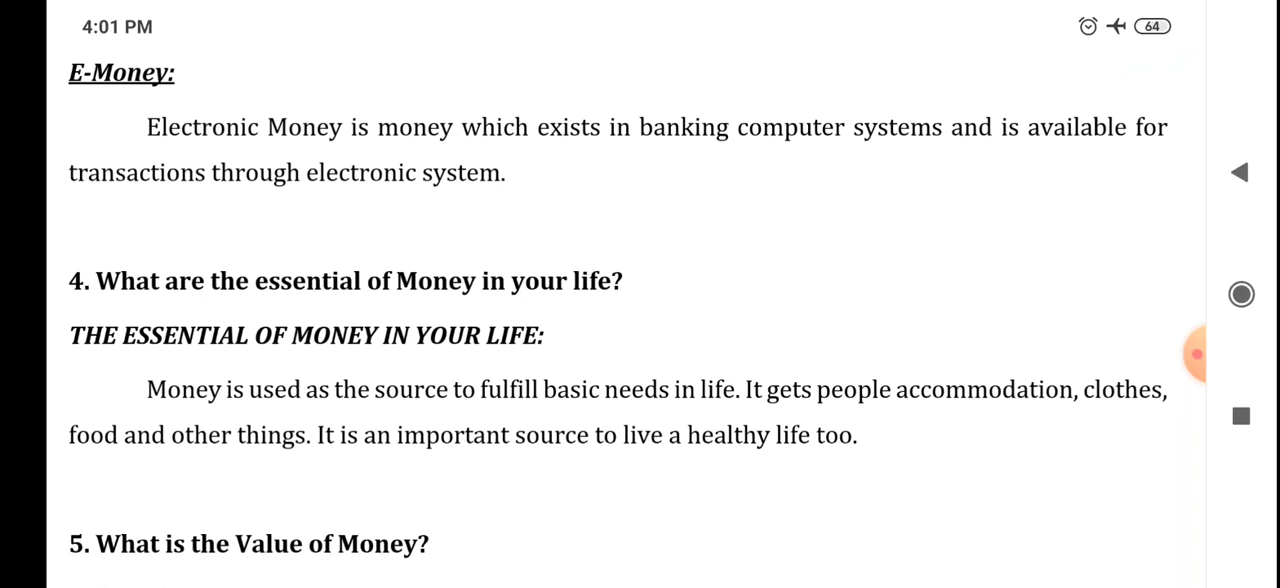 4:01 PM
64
E-Money:
Electronic Money is money which exists in banking computer systems and is available for
transactions through electronic system.
4. What are the essential of Money in your life?
THE ESSENTIAL OF MONEY IN YOUR LIFE:
Money is used as the source to fulfill basic needs in life. It gets people accommodation, clothes,
food and other things. It is an important source to live a healthy life too.
5. What is the Value of Money?